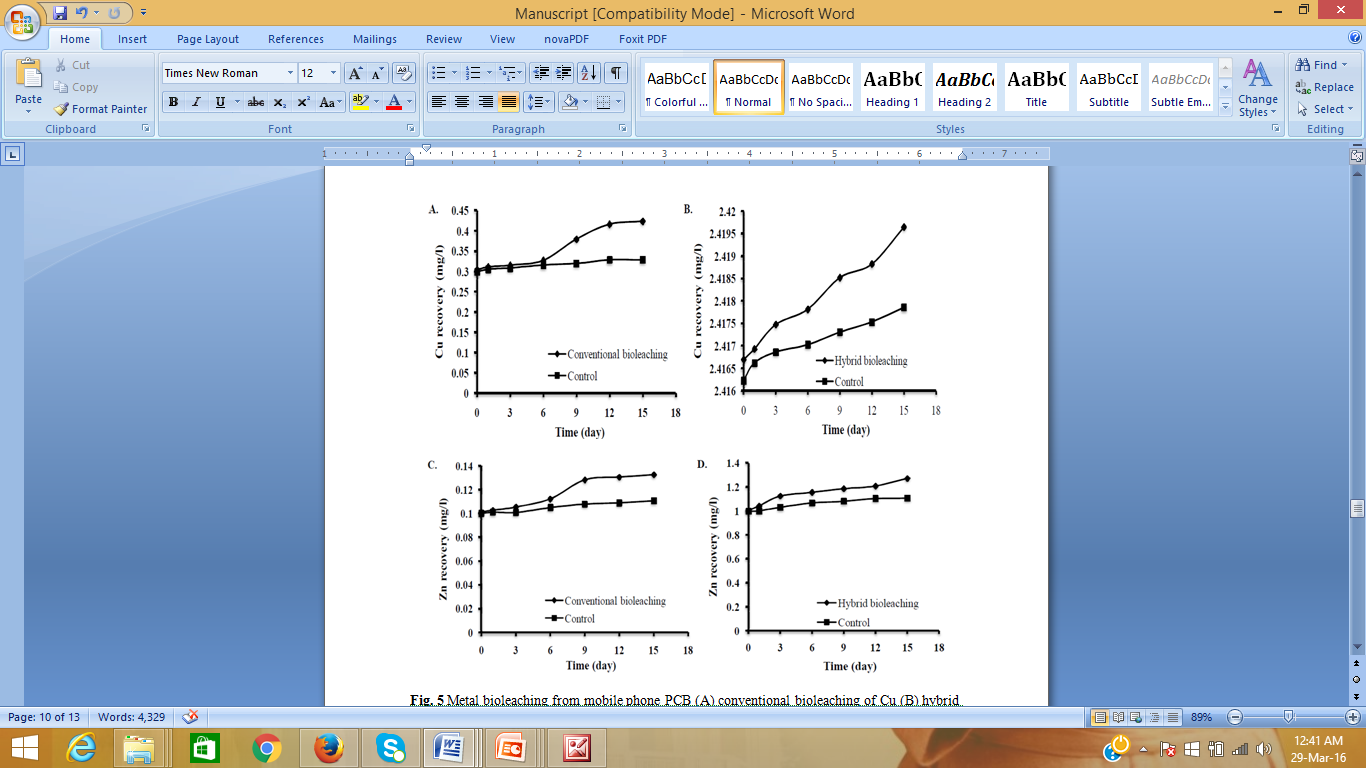 Manuscript [Compatibility Mode] - Microsoft Word
Home Insert Page Layout References Mailings Review View novaPDF Foxit PDF
Paste
Cut
Copy
Format Painter
Clipboard
Times New Roman 12
Font
Paragraph
AaBbCcI AaBbCcDc AaBbCcDc AaBbC AaBbCc AaBbC AaBbCcI AaBbCcDc
¶ Colorful ... ¶ Normal ¶ No Spaci... Heading 1 Heading 2 Title Subtitle Subtle Em...
Change Styles
Styles
Find
Replace
Select
Editing
1 1 2 3 4 5 6 7
A.
Cu recovery (mg/l)
0.45
0.4
0.35
0.3
0.25
0.2
0.15
0.1
0.05
0
Conventional bioleaching
Control
0 3 6 9 12 15 18
Time (day)
B.
Cu recovery (mg/l)
2.42
2.4195
2.419
2.4185
2.418
2.4175
2.417
2.4165
2.416
Hybrid bioleaching
Control
0 3 6 9 12 15 18
Time (day)
C.
Zn recovery (mg/l)
0.14
0.12
0.1
0.08
0.06
0.04
0.02
0
Conventional bioleaching
Control
0 3 6 9 12 15 18
Time (day)
D.
Zn recovery (mg/l)
1.4
1.2
1
0.8
0.6
0.4
0.2
0
Hybrid bioleaching
Control
0 3 6 9 12 15 18
Time (day)
Fig. 5 Metal bioleaching from mobile phone PCB (A) conventional bioleaching of Cu (B) hybrid
Page: 10 of 13 Words: 4,329 89%
12:41 AM
29-Mar-16